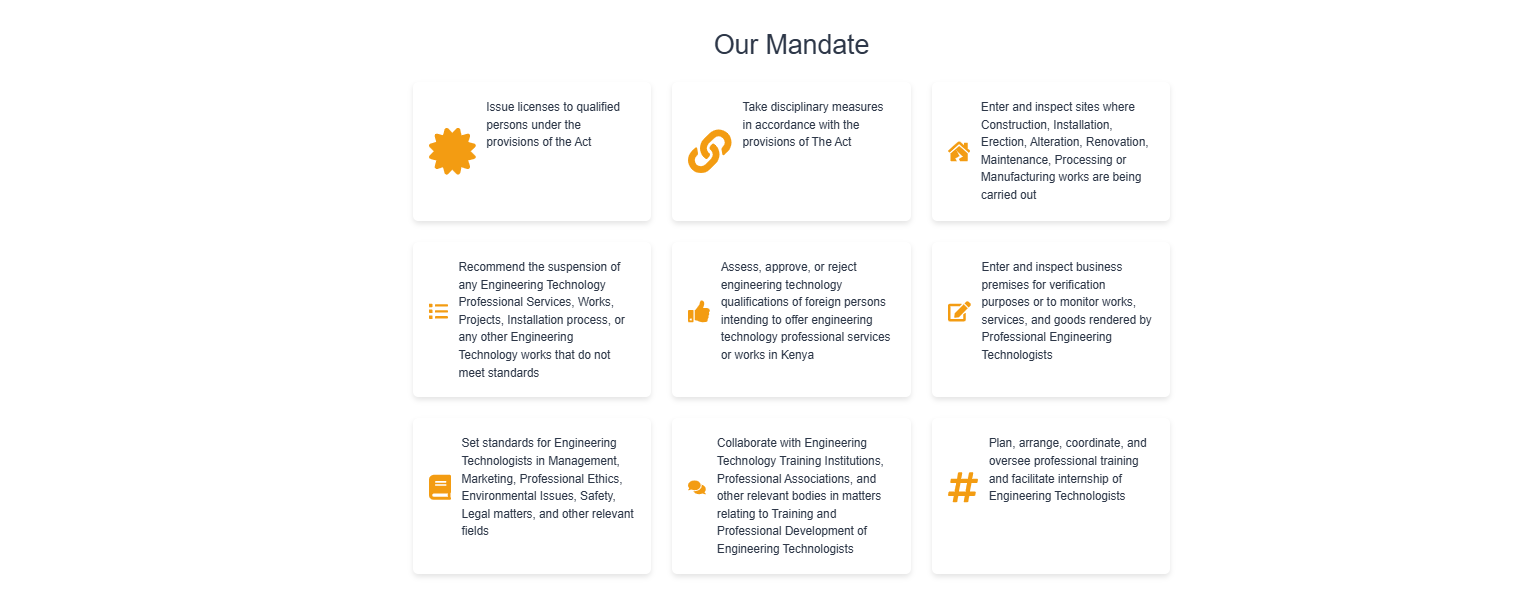 Our Mandate
Issue licenses to qualified
persons under the
provisions of the Act
Take disciplinary measures
in accordance with the
provisions of The Act
Enter and inspect sites where
Construction, Installation,
Erection, Alteration, Renovation,
Maintenance, Processing or
Manufacturing works are being
carried out
Recommend the suspension of
any Engineering Technology
Professional Services, Works,
Projects, Installation process, or
any other Engineering
Technology works that do not
meet standards
Assess, approve, or reject
engineering technology
qualifications of foreign persons
intending to offer engineering
technology professional services
or works in Kenya
Enter and inspect business
premises for verification
purposes or to monitor works,
services, and goods rendered by
Professional Engineering
Technologists
Set standards for Engineering
Technologists in Management,
Marketing, Professional Ethics,
Environmental Issues, Safety,
Legal matters, and other relevant
fields
Collaborate with Engineering
Technology Training Institutions,
Professional Associations, and
other relevant bodies in matters
relating to Training and
Professional Development of
Engineering Technologists
Plan, arrange, coordinate, and
oversee professional training
and facilitate internship of
Engineering Technologists